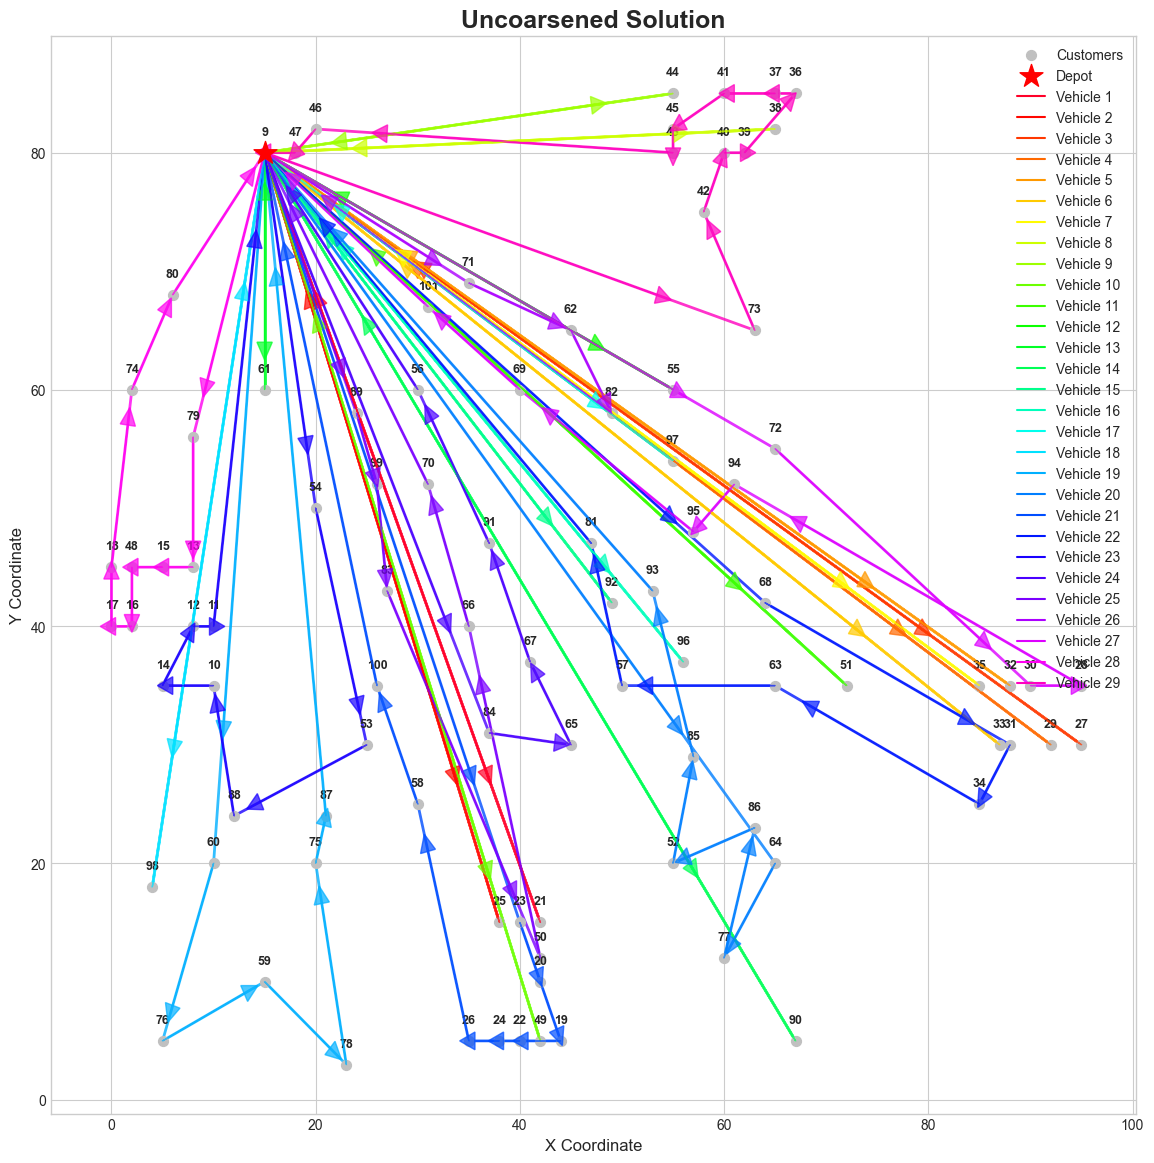 Uncoarsened Solution
Customers
Depot
Vehicle 1
Vehicle 2
Vehicle 3
Vehicle 4
Vehicle 5
Vehicle 6
Vehicle 7
Vehicle 8
Vehicle 9
Vehicle 10
Vehicle 11
Vehicle 12
Vehicle 13
Vehicle 14
Vehicle 15
Vehicle 16
Vehicle 17
Vehicle 18
Vehicle 19
Vehicle 20
Vehicle 21
Vehicle 22
Vehicle 23
Vehicle 24
Vehicle 25
Vehicle 26
Vehicle 27
Vehicle 28
Vehicle 29
44 41 37 36
46 45 38
9 47 40 39
42
71 80
101 62 73
74 61 56 69 82 55
79 89 97 72
99 70 94
54 91 81 95
18 48 15 83 92 93 68
17 16 12 11 66 96
14 10 100 67 57 63 51 35 32 30 28
53 84 65 85 33 31 29 27
88 87 58 86 34
98 60 75 52 64
25 23 21
59 50 77
20
76 78 26 24 22 49 19 90
80
60
40
20
0
0 20 40 60 80 100
Y Coordinate
X Coordinate